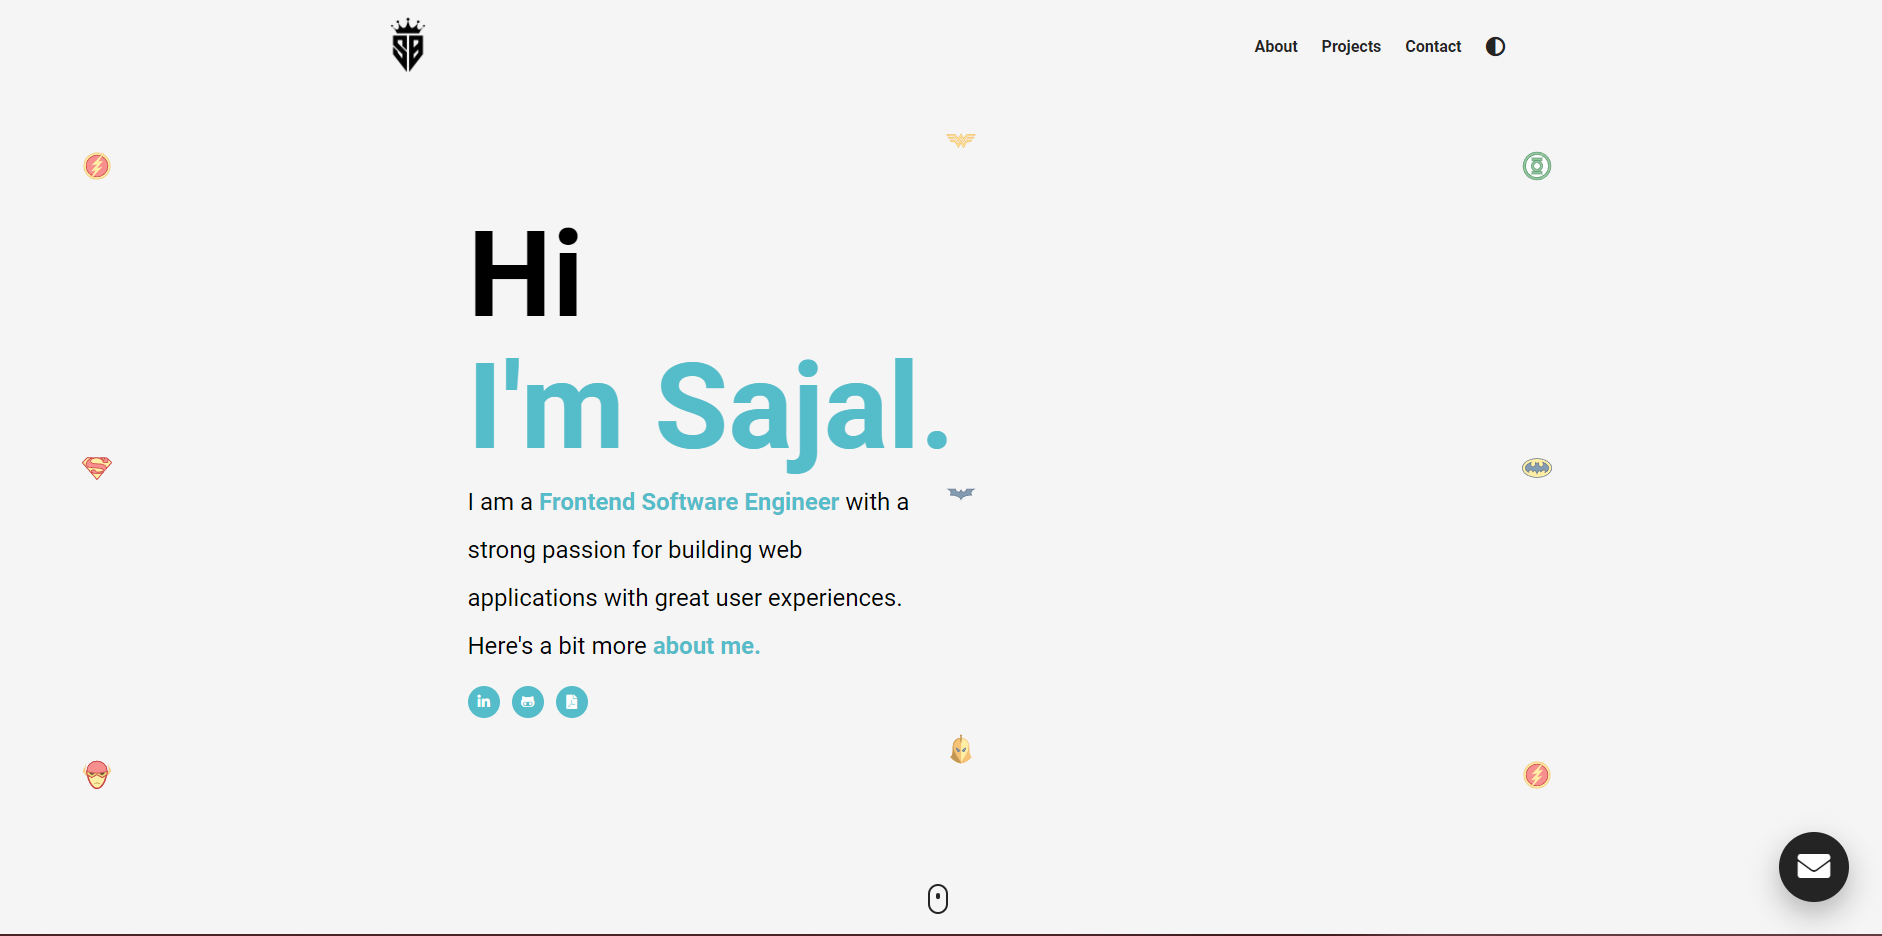 SB
About Projects Contact
Hi
I'm Sajal.
I am a Frontend Software Engineer with a
strong passion for building web
applications with great user experiences.
Here's a bit more about me.
in